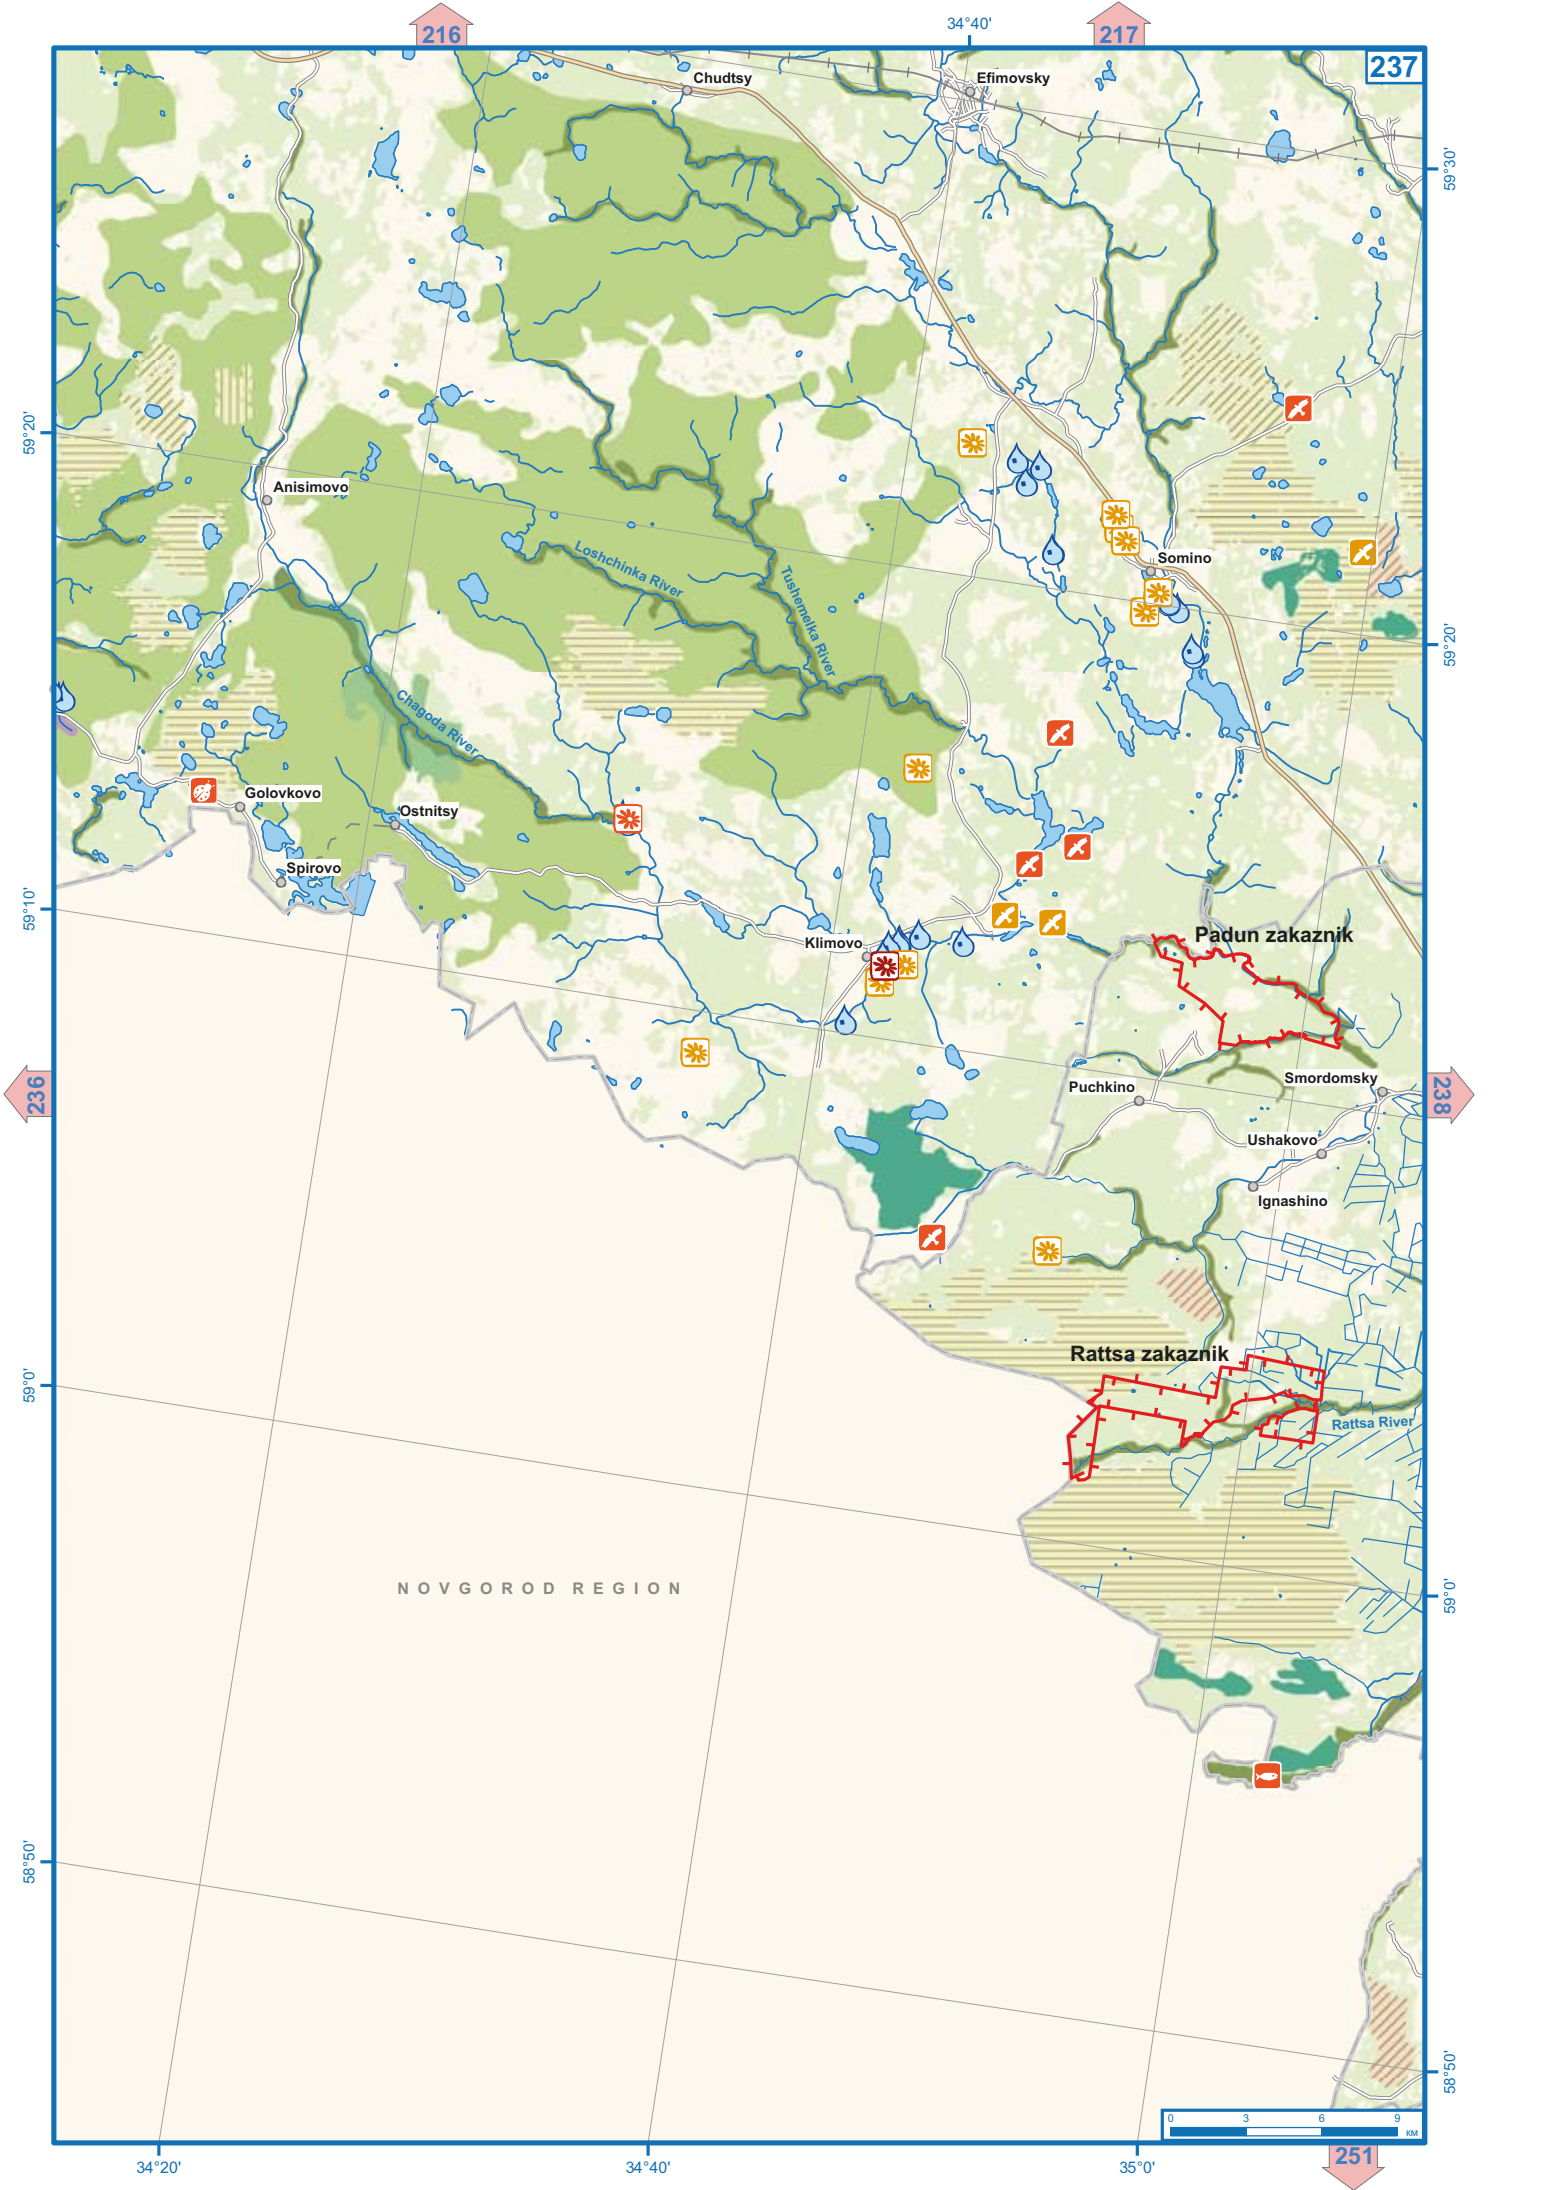 216
34°40'
217
237
Chudtsy
Efimovsky
59°30'
59°20'
Anisimovo
Somino
Loshchinka River
Tushemelka River
59°20'
Chagoda River
Golovkovo
Ostnitsy
Spirovo
59°10'
Klimovo
Padun zakaznik
236
Puchkino
Smordomsky
238
Ushakovo
Ignashino
Rattsa zakaznik
59°0'
Rattsa River
NOVGOROD REGION
59°0'
58°50'
58°50'
0 3 6 9
км
34°20'
34°40'
35°0'
251